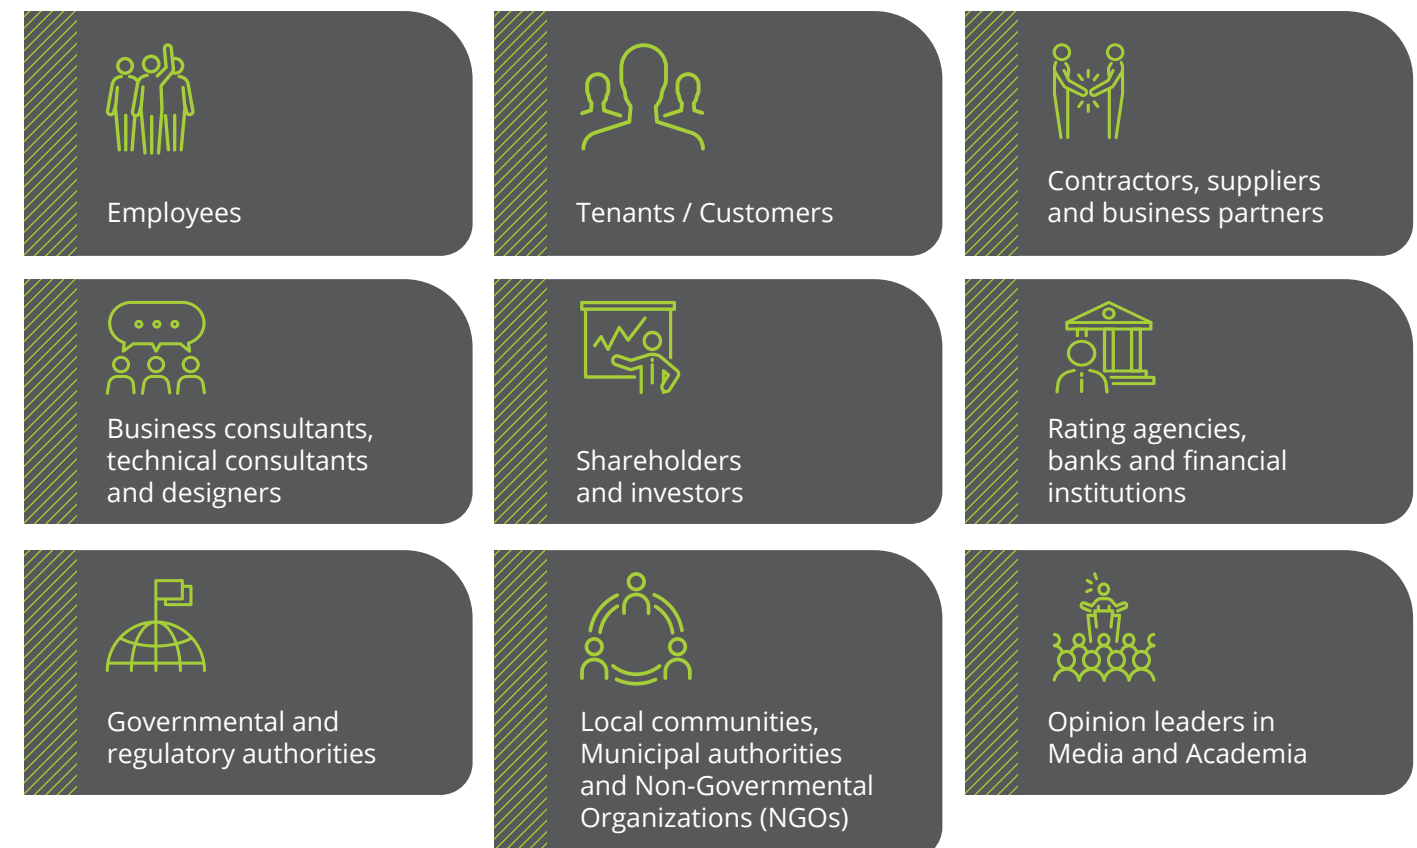 Employees
Tenants / Customers
Contractors, suppliers
and business partners
Business consultants,
technical consultants
and designers
Shareholders
and investors
Rating agencies,
banks and financial
institutions
Governmental and
regulatory authorities
Local communities,
Municipal authorities
and Non-Governmental
Organizations (NGOs)
Opinion leaders in
Media and Academia